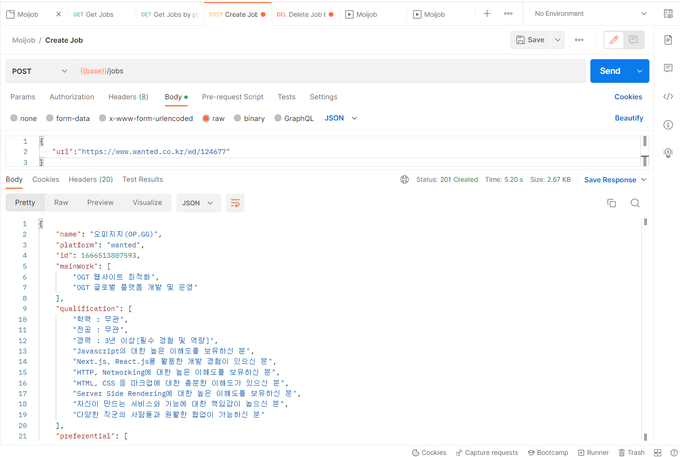 Moijob
GET Get Jobs
GET Get Jobs by
POST Create Job
DEL Delete Job
Moijob
Moijob
No Environment
Moijob / Create Job
Save
POST
{{base}}/jobs
Send
Params
Authorization
Headers (8)
Body
Pre-request Script
Tests
Settings
Cookies
none
form-data
x-www-form-urlencoded
raw
binary
GraphQL
JSON
Beautify
1 {
2 "url":"https://www.wanted.co.kr/wd/124677"
3 }
Body
Cookies
Headers (20)
Test Results
Status: 201 Created
Time: 5.20 s
Size: 2.67 KB
Save Response
Pretty
Raw
Preview
Visualize
JSON
1 {
2 "name": "오피지지(OP.GG)",
3 "platform": "wanted",
4 "id": 1666513807593,
5 "mainWork": [
6 "OGT 웹사이트 최적화",
7 "OGT 글로벌 플랫폼 개발 및 운영"
8 ],
9 "qualification": [
10 "학력 : 무관",
11 "전공 : 무관",
12 "경력 : 3년 이상[필수 경험 및 역량]",
13 "Javascript의 대한 높은 이해도를 보유하신 분",
14 "Next.js, React.js를 활용한 개발 경험이 있으신 분",
15 "HTTP, Networking에 대한 높은 이해도를 보유하신 분",
16 "HTML, CSS 등 마크업에 대한 충분한 이해도가 있으신 분",
17 "Server Side Rendering에 대한 높은 이해도를 보유하신 분",
18 "자신이 만드는 서비스와 기능에 대한 책임감이 높으신 분",
19 "다양한 직군의 사람들과 원활한 협업이 가능하신 분"
20 ],
21 "preferential": [
Cookies
Capture requests
Bootcamp
Runner
Trash